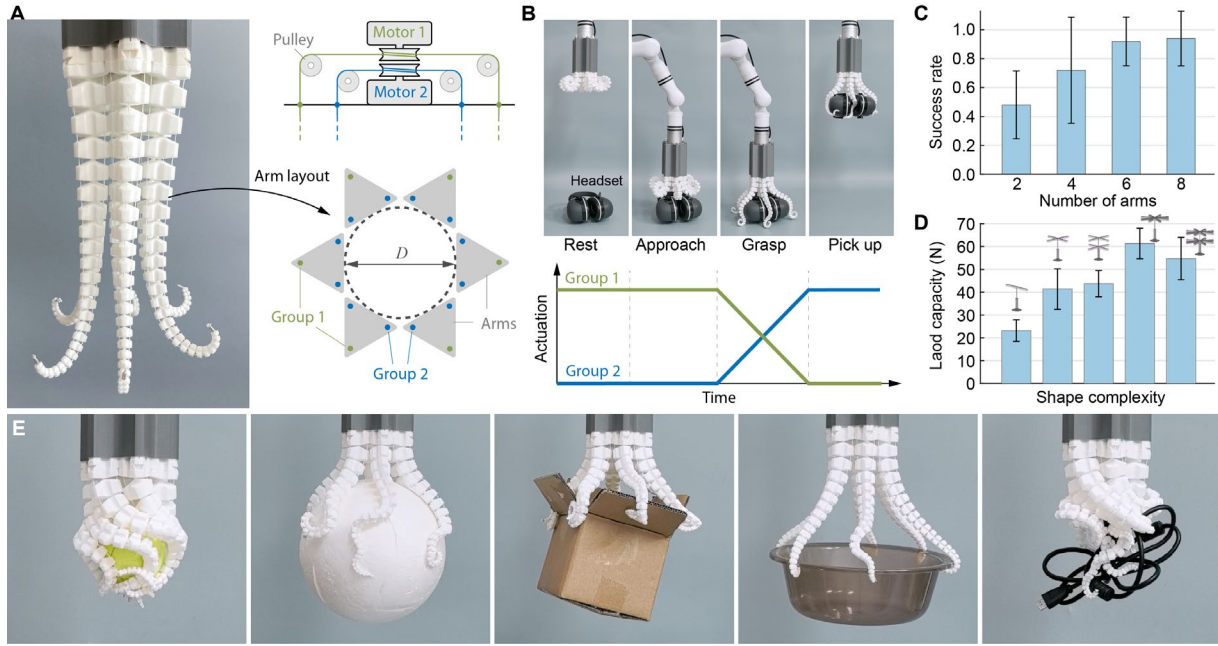 A
Motor 1
Pulley
Motor 2
Arm layout
D
Group 1
Arms
Group 2
B
Headset
Rest
Approach
Grasp
Pick up
Group 1
Actuation
Group 2
Time
C
Success rate
1.0
0.8
0.6
0.4
0.2
0.0
2 4 6 8
Number of arms
D
Laod capacity (N)
70
60
50
40
30
20
10
0
Shape complexity
E